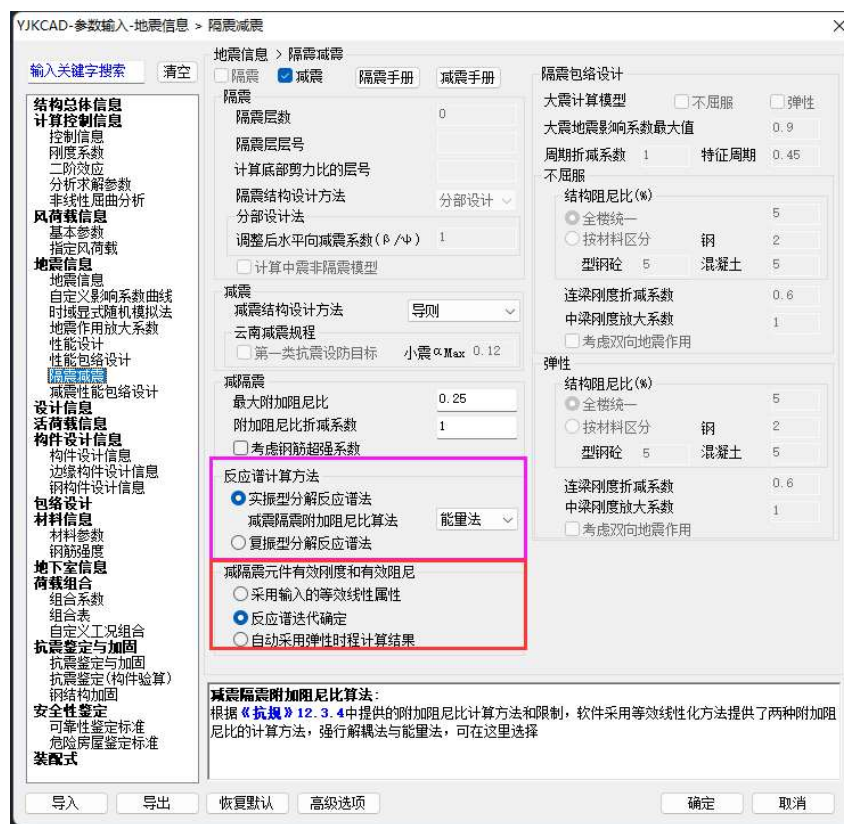 YJKCAD-参数输入-地震信息 > 隔震减震
输入关键字搜索 清空
结构总体信息
计算控制信息
控制信息
刚度系数
二阶效应
分析求解参数
非线性屈曲分析
风荷载信息
基本参数
指定风荷载
地震信息
地震信息
自定义影响系数曲线
时域显式随机模拟法
地震作用放大系数
性能设计
性能包络设计
隔震减震
减震性能包络设计
设计信息
活荷载信息
构件设计信息
构件设计信息
边缘构件设计信息
钢构件设计信息
包络设计
材料信息
材料参数
钢筋强度
地下室信息
荷载组合
组合系数
组合表
自定义工况组合
抗震鉴定与加固
抗震鉴定与加固
抗震鉴定(构件验算)
钢结构加固
安全性鉴定
可靠性鉴定标准
危险房屋鉴定标准
装配式
地震信息 > 隔震减震
隔震 减震 隔震手册 减震手册
隔震
隔震层数 0
隔震层层号
计算底部剪力比的层号
隔震结构设计方法 分部设计
分部设计法
调整后水平向减震系数(β/ψ) 1
计算中震非隔震模型
减震
减震结构设计方法 导则
云南减震规程
第一类抗震设防目标 小震αMax 0.12
减隔震
最大附加阻尼比 0.25
附加阻尼比折减系数 1
考虑钢筋超强系数
反应谱计算方法
实振型分解反应谱法
减震隔震附加阻尼比算法 能量法
复振型分解反应谱法
减隔震元件有效刚度和有效阻尼
采用输入的等效线性属性
反应谱迭代确定
自动采用弹性时程计算结果
隔震包络设计
大震计算模型 不屈服 弹性
大震地震影响系数最大值 0.9
周期折减系数 1 特征周期 0.45
不屈服
结构阻尼比(%)
全楼统一 5
按材料区分 钢 2
型钢砼 5 混凝土 5
连梁刚度折减系数 0.6
中梁刚度放大系数 1
考虑双向地震作用
弹性
结构阻尼比(%)
全楼统一 5
按材料区分 钢 2
型钢砼 5 混凝土 5
连梁刚度折减系数 0.6
中梁刚度放大系数 1
考虑双向地震作用
减震隔震附加阻尼比算法:
根据《抗规》12.3.4中提供的附加阻尼比计算方法和限制，软件采用等效线性化方法提供了两种附加阻
尼比的计算方法，强行解耦法与能量法，可在这里选择
导入 导出 恢复默认 高级选项 确定 取消